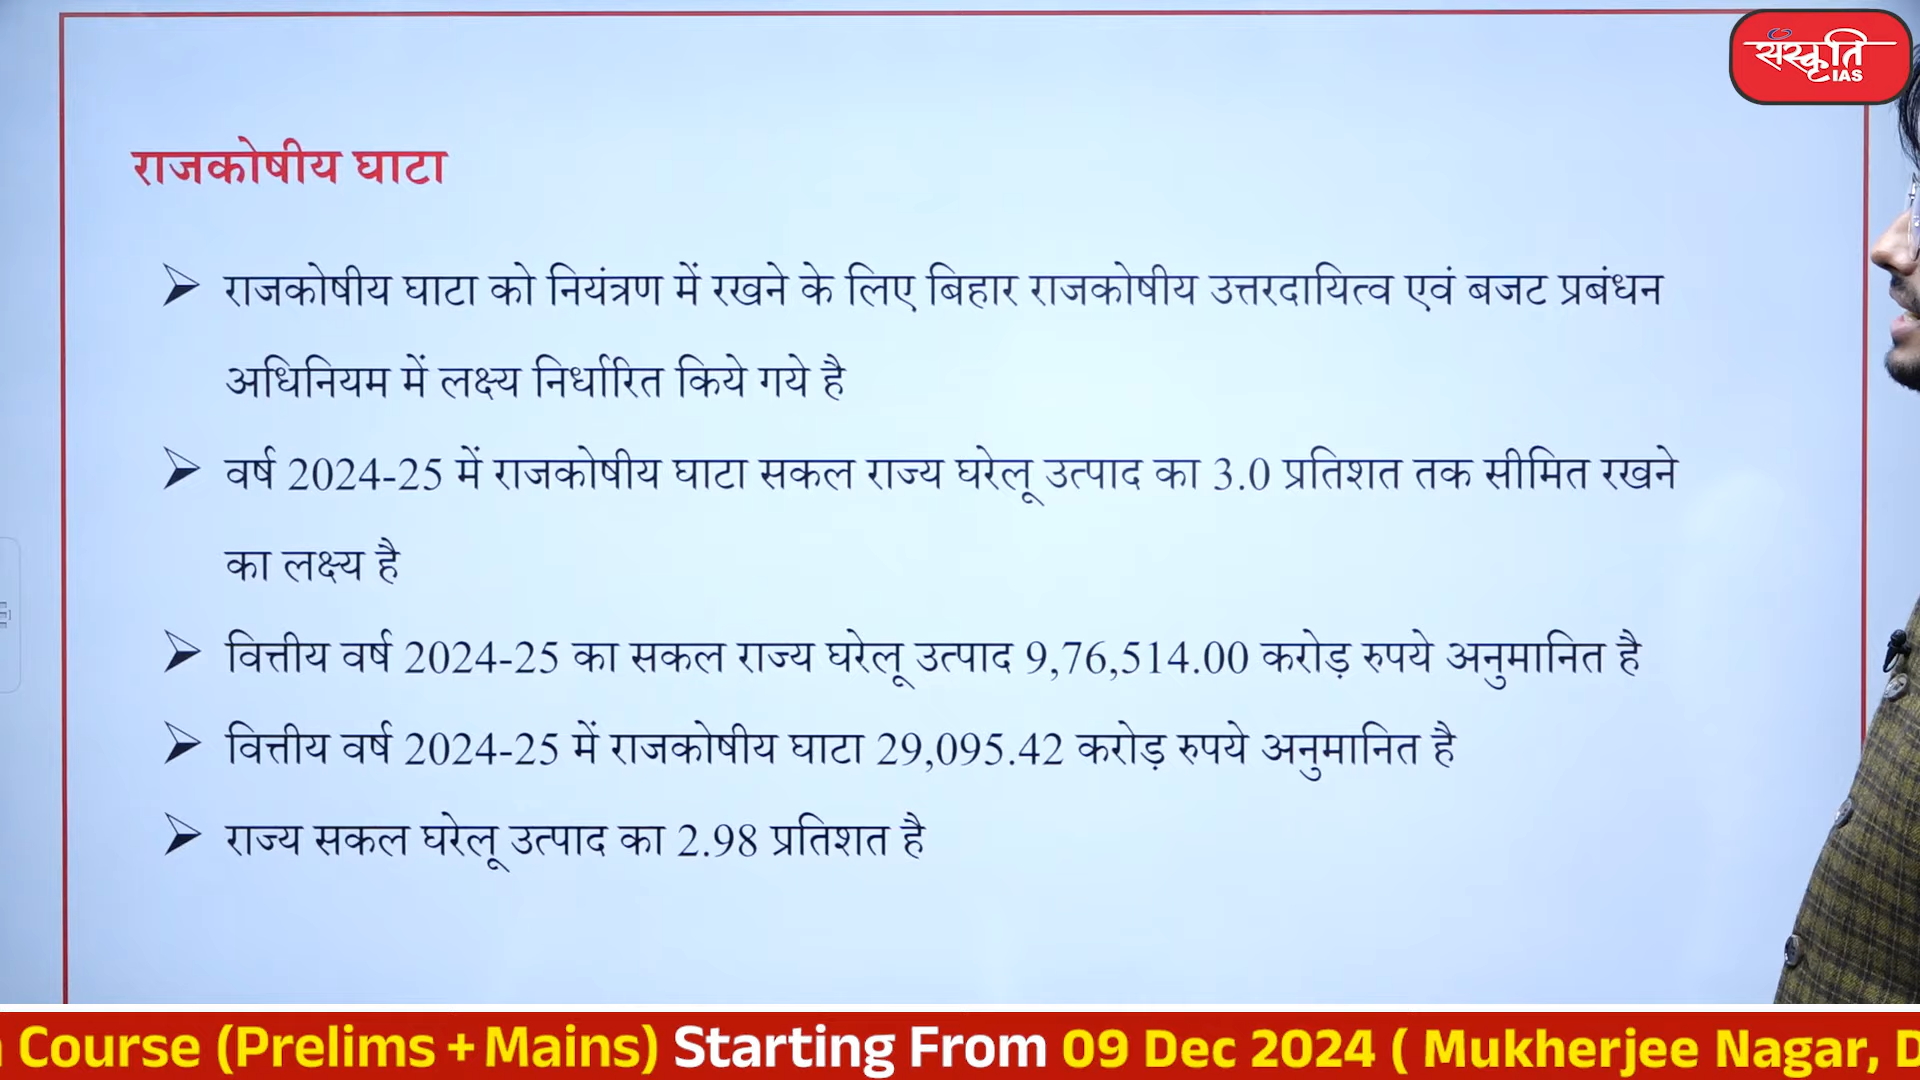 संस्कृति
IAS
राजकोषीय घाटा
राजकोषीय घाटा को नियंत्रण में रखने के लिए बिहार राजकोषीय उत्तरदायित्व एवं बजट प्रबंधन
अधिनियम में लक्ष्य निर्धारित किये गये है
वर्ष 2024-25 में राजकोषीय घाटा सकल राज्य घरेलू उत्पाद का 3.0 प्रतिशत तक सीमित रखने
का लक्ष्य है
वित्तीय वर्ष 2024-25 का सकल राज्य घरेलू उत्पाद 9,76,514.00 करोड़ रुपये अनुमानित है
वित्तीय वर्ष 2024-25 में राजकोषीय घाटा 29,095.42 करोड़ रुपये अनुमानित है
राज्य सकल घरेलू उत्पाद का 2.98 प्रतिशत है
Course (Prelims + Mains) Starting From 09 Dec 2024 ( Mukherjee Nagar,